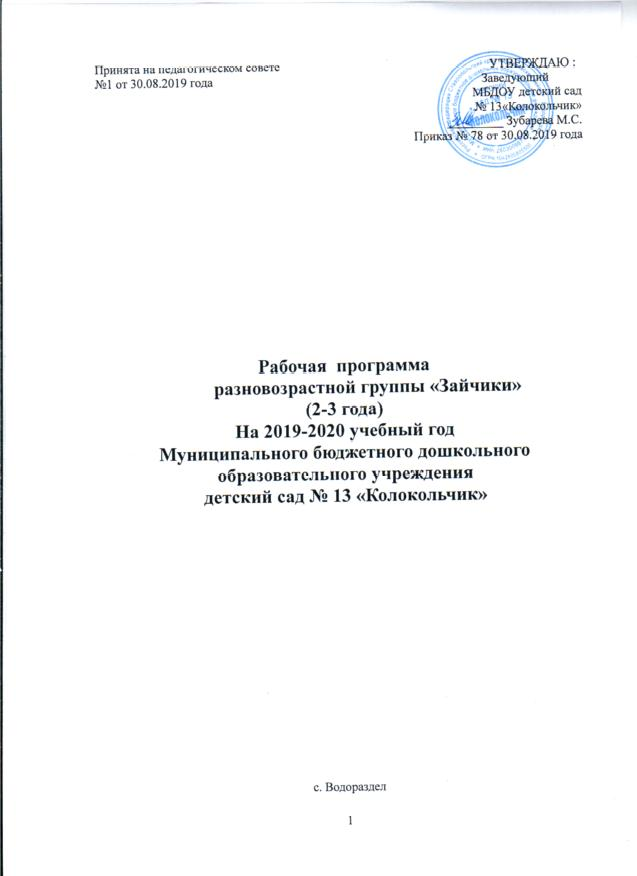 Принята на педагогическом совете
№1 от 30.08.2019 года
УТВЕРЖДАЮ :
Заведующий
МБДОУ детский сад
№ 13«Колокольчик»
Зубарева М.С.
Приказ № 78 от 30.08.2019 года
КОЛОКОЛЬЧИК
Рабочая программа
разновозрастной группы «Зайчики»
(2-3 года)
На 2019-2020 учебный год
Муниципального бюджетного дошкольного
образовательного учреждения
детский сад № 13 «Колокольчик»
с. Водораздел
1